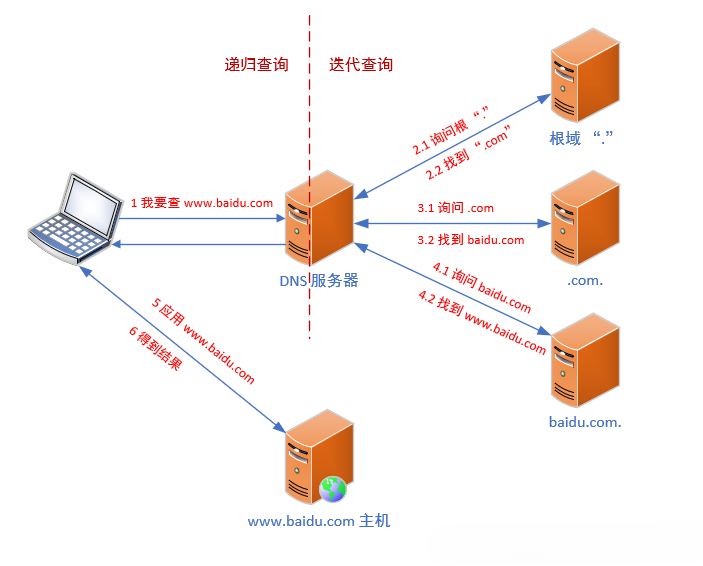 递归查询
迭代查询
2.1 询问根 “.”
2.2 找到 “.com”
根域 “.”
1 我要查 www.baidu.com
3.1 询问 .com
3.2 找到 baidu.com
DNS 服务器
.com.
4.1 询问 baidu.com
4.2 找到 www.baidu.com
5 应用 www.baidu.com
6 得到结果
baidu.com.
www.baidu.com 主机